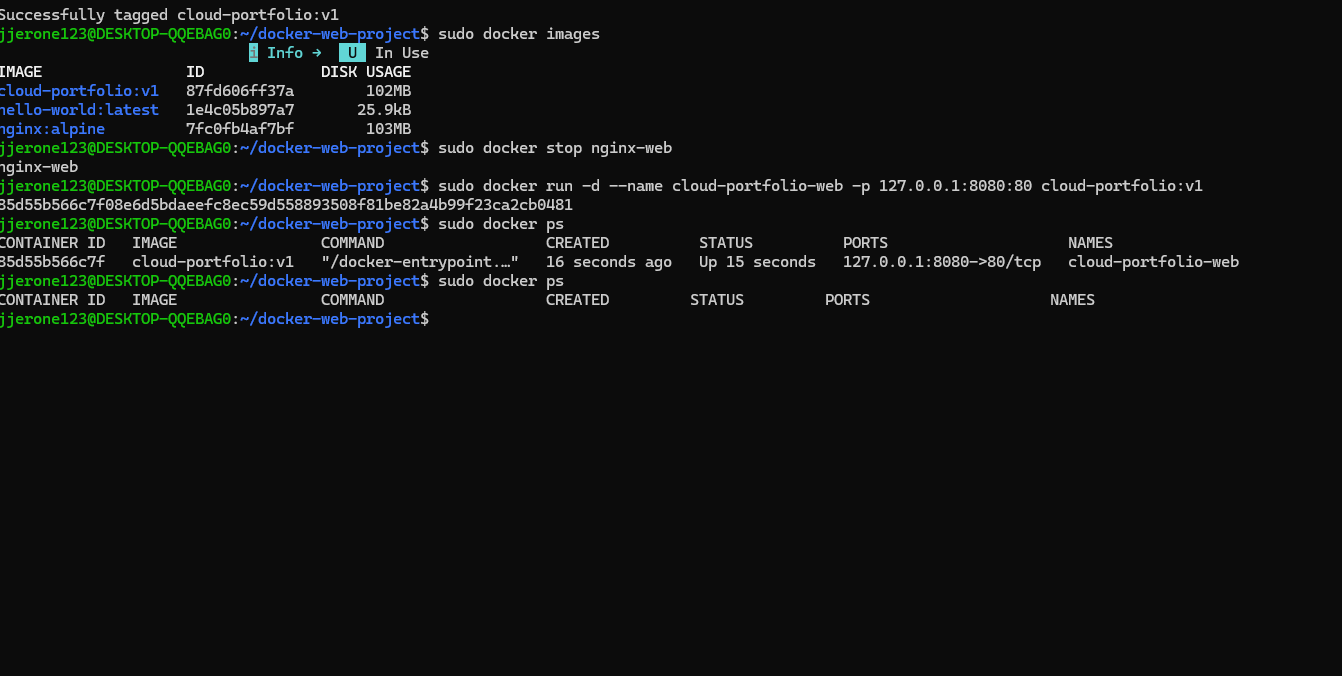 Successfully tagged cloud-portfolio:v1
jjerone123@DESKTOP-QQEBAG0:~/docker-web-project$ sudo docker images
i Info → U In Use
IMAGE ID DISK USAGE
cloud-portfolio:v1 87fd606ff37a 102MB
hello-world:latest 1e4c05b897a7 25.9kB
nginx:alpine 7fc0fb4af7bf 103MB
jjerone123@DESKTOP-QQEBAG0:~/docker-web-project$ sudo docker stop nginx-web
nginx-web
jjerone123@DESKTOP-QQEBAG0:~/docker-web-project$ sudo docker run -d --name cloud-portfolio-web -p 127.0.0.1:8080:80 cloud-portfolio:v1
85d55b566c7f08e6d5bdaeefc8ec59d558893508f81be82a4b99f23ca2cb0481
jjerone123@DESKTOP-QQEBAG0:~/docker-web-project$ sudo docker ps
CONTAINER ID IMAGE COMMAND CREATED STATUS PORTS NAMES
85d55b566c7f cloud-portfolio:v1 "/docker-entrypoint.…" 16 seconds ago Up 15 seconds 127.0.0.1:8080->80/tcp cloud-portfolio-web
jjerone123@DESKTOP-QQEBAG0:~/docker-web-project$ sudo docker ps
CONTAINER ID IMAGE COMMAND CREATED STATUS PORTS NAMES
jjerone123@DESKTOP-QQEBAG0:~/docker-web-project$